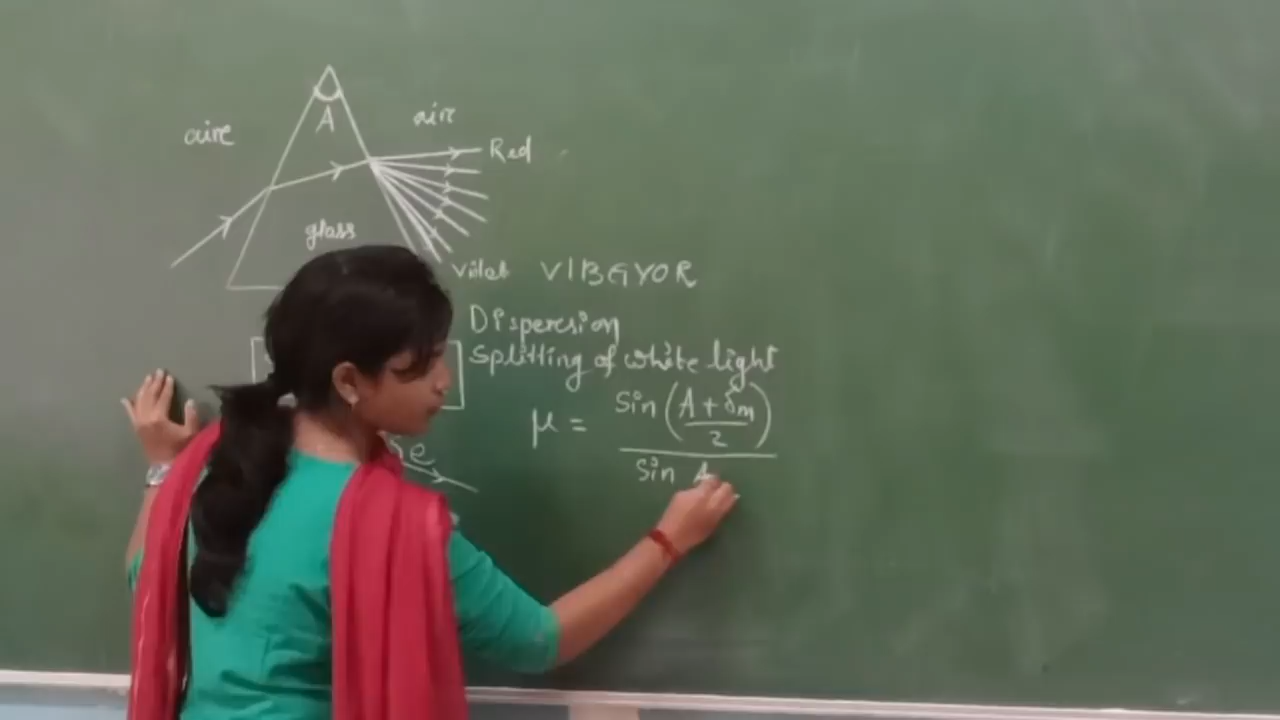 A
aire
air
Red
glass
Violet VIBGYOR
Dispersion
Splitting of white light
μ = sin (A + δm / 2) / sin A
e